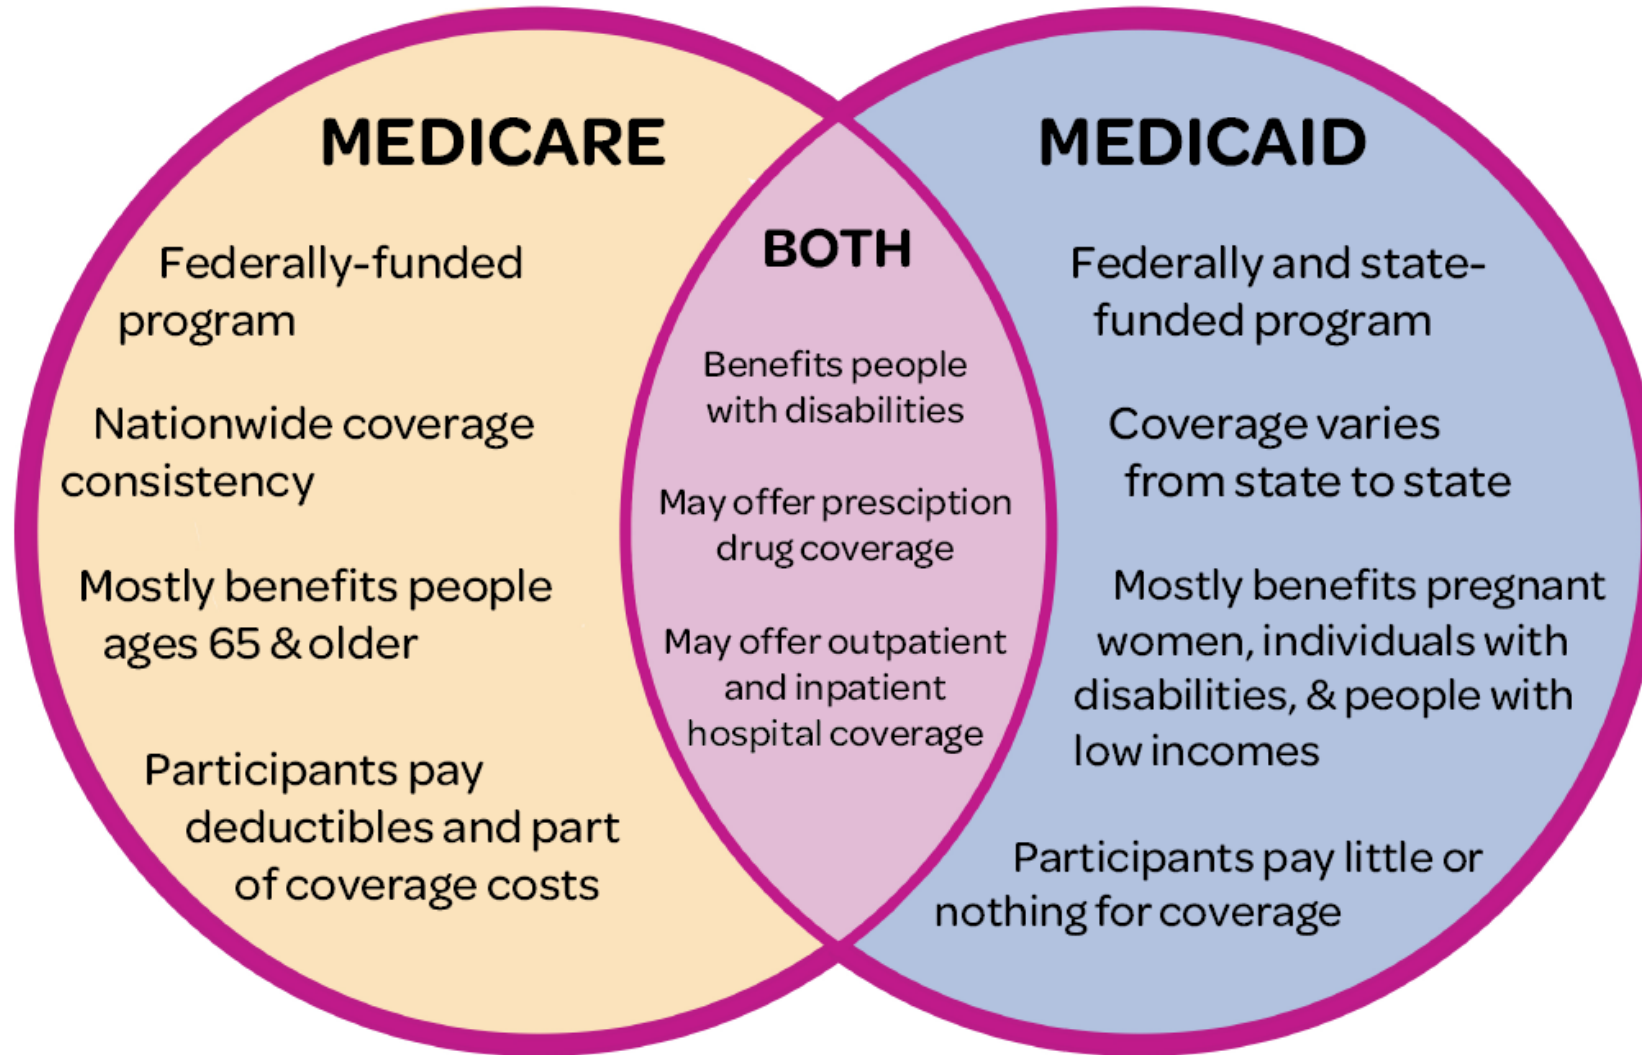 MEDICARE
Federally-funded
program
Nationwide coverage
consistency
Mostly benefits people
ages 65 & older
Participants pay
deductibles and part
of coverage costs
BOTH
Benefits people
with disabilities
May offer presciption
drug coverage
May offer outpatient
and inpatient
hospital coverage
MEDICAID
Federally and state-
funded program
Coverage varies
from state to state
Mostly benefits pregnant
women, individuals with
disabilities, & people with
low incomes
Participants pay little or
nothing for coverage